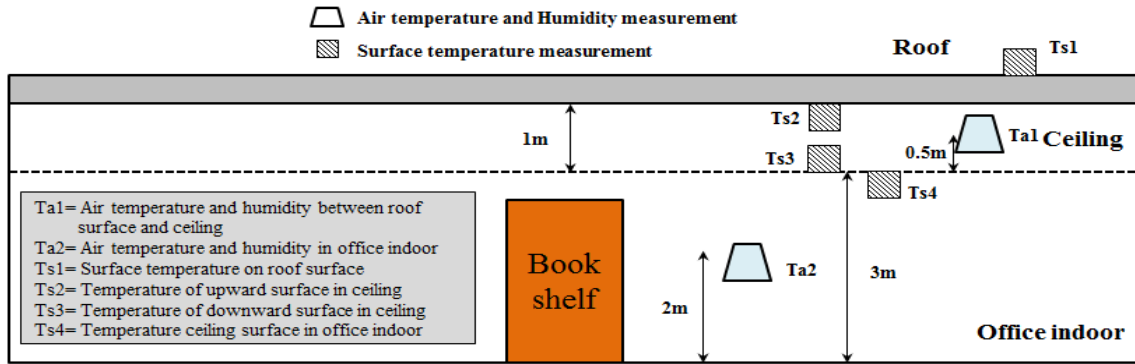 Air temperature and Humidity measurement
Surface temperature measurement
Roof
Ts1
1m
Ts2
Ts3
Ta1
Ceiling
0.5m
Ts4
Ta1= Air temperature and humidity between roof
surface and ceiling
Ta2= Air temperature and humidity in office indoor
Ts1= Surface temperature on roof surface
Ts2= Temperature of upward surface in ceiling
Ts3= Temperature of downward surface in ceiling
Ts4= Temperature ceiling surface in office indoor
Book
shelf
2m
Ta2
3m
Office indoor